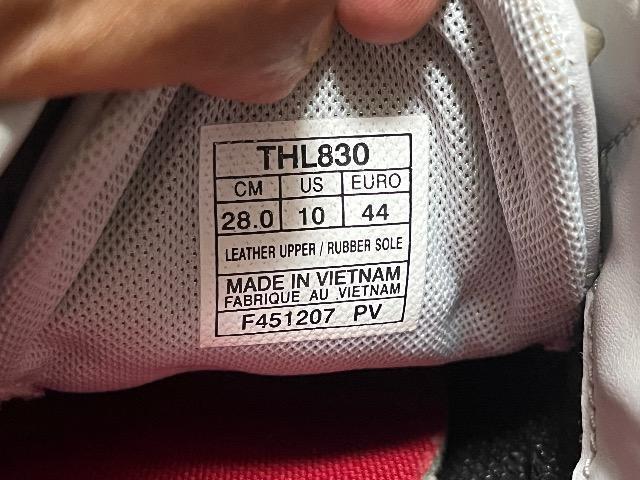 THL830
CM US EURO
28.0 10 44
LEATHER UPPER / RUBBER SOLE
MADE IN VIETNAM
FABRIQUE AU VIETNAM
F451207 PV